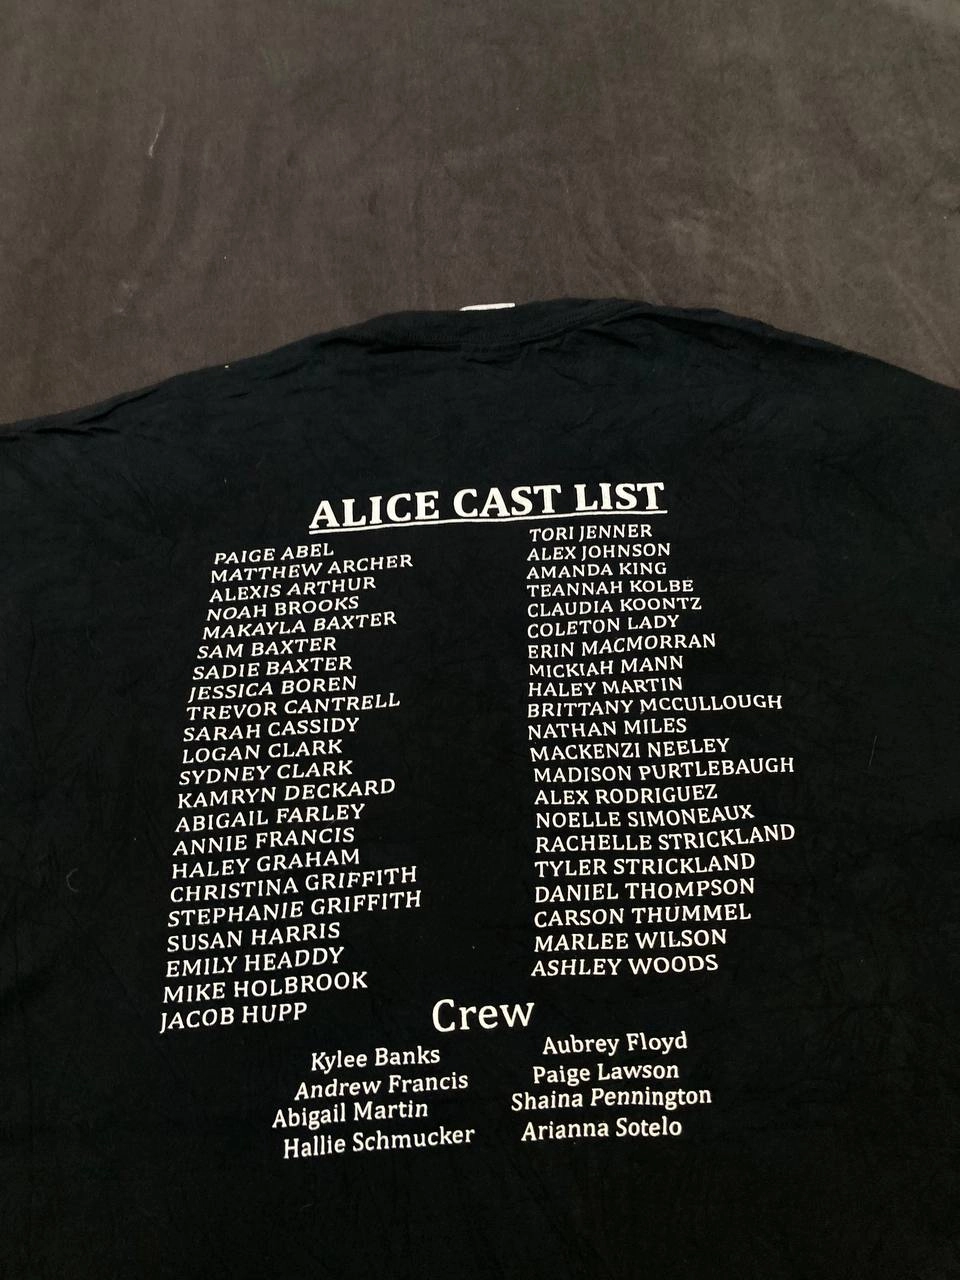 ALICE CAST LIST
PAIGE ABEL
MATTHEW ARCHER
ALEXIS ARTHUR
NOAH BROOKS
MAKAYLA BAXTER
SAM BAXTER
SADIE BAXTER
JESSICA BOREN
TREVOR CANTRELL
SARAH CASSIDY
LOGAN CLARK
SYDNEY CLARK
KAMRYN DECKARD
ABIGAIL FARLEY
ANNIE FRANCIS
HALEY GRAHAM
CHRISTINA GRIFFITH
STEPHANIE GRIFFITH
SUSAN HARRIS
EMILY HEADDY
MIKE HOLBROOK
JACOB HUPP
TORI JENNER
ALEX JOHNSON
AMANDA KING
TEANNAH KOLBE
CLAUDIA KOONTZ
COLETON LADY
ERIN MACMORRAN
MICKIAH MANN
HALEY MARTIN
BRITTANY MCCULLOUGH
NATHAN MILES
MACKENZI NEELEY
MADISON PURTLEBAUGH
ALEX RODRIGUEZ
NOELLE SIMONEAUX
RACHELLE STRICKLAND
TYLER STRICKLAND
DANIEL THOMPSON
CARSON THUMMEL
MARLEE WILSON
ASHLEY WOODS
Crew
Kylee Banks
Andrew Francis
Abigail Martin
Hallie Schmucker
Aubrey Floyd
Paige Lawson
Shaina Pennington
Arianna Sotelo